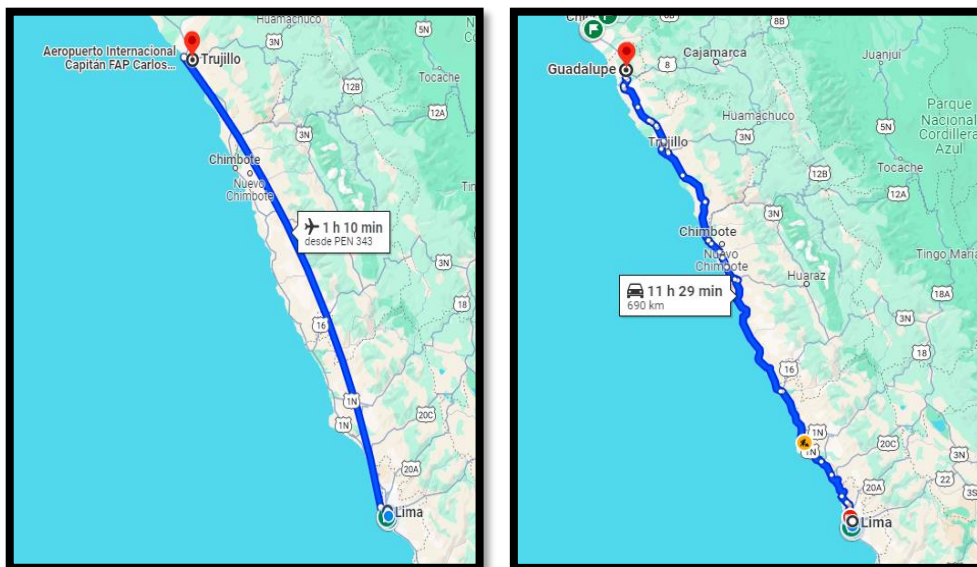 Huamachuco
3N
5N
Aeropuerto Internacional
Capitán FAP Carlos...
Trujillo
Tocache
12B
12A
3N
Chimbote
Nuevo
Chimbote
1 h 10 min
desde PEN 343
3N
18
16
1N
1N
20C
20A
Lima
8B
5N
Cajamarca
Juanjuí
Guadalupe
8
Parque
Nacional
Cordillera
Azul
Huamachuco
5N
Trujillo
3N
Tocache
12B
12A
3N
Chimbote
Nuevo
Chimbote
Tingo María
Huaraz
11 h 29 min
690 km
18A
3N
18
16
1N
1N
20C
3N
20A
22
3S
Lima